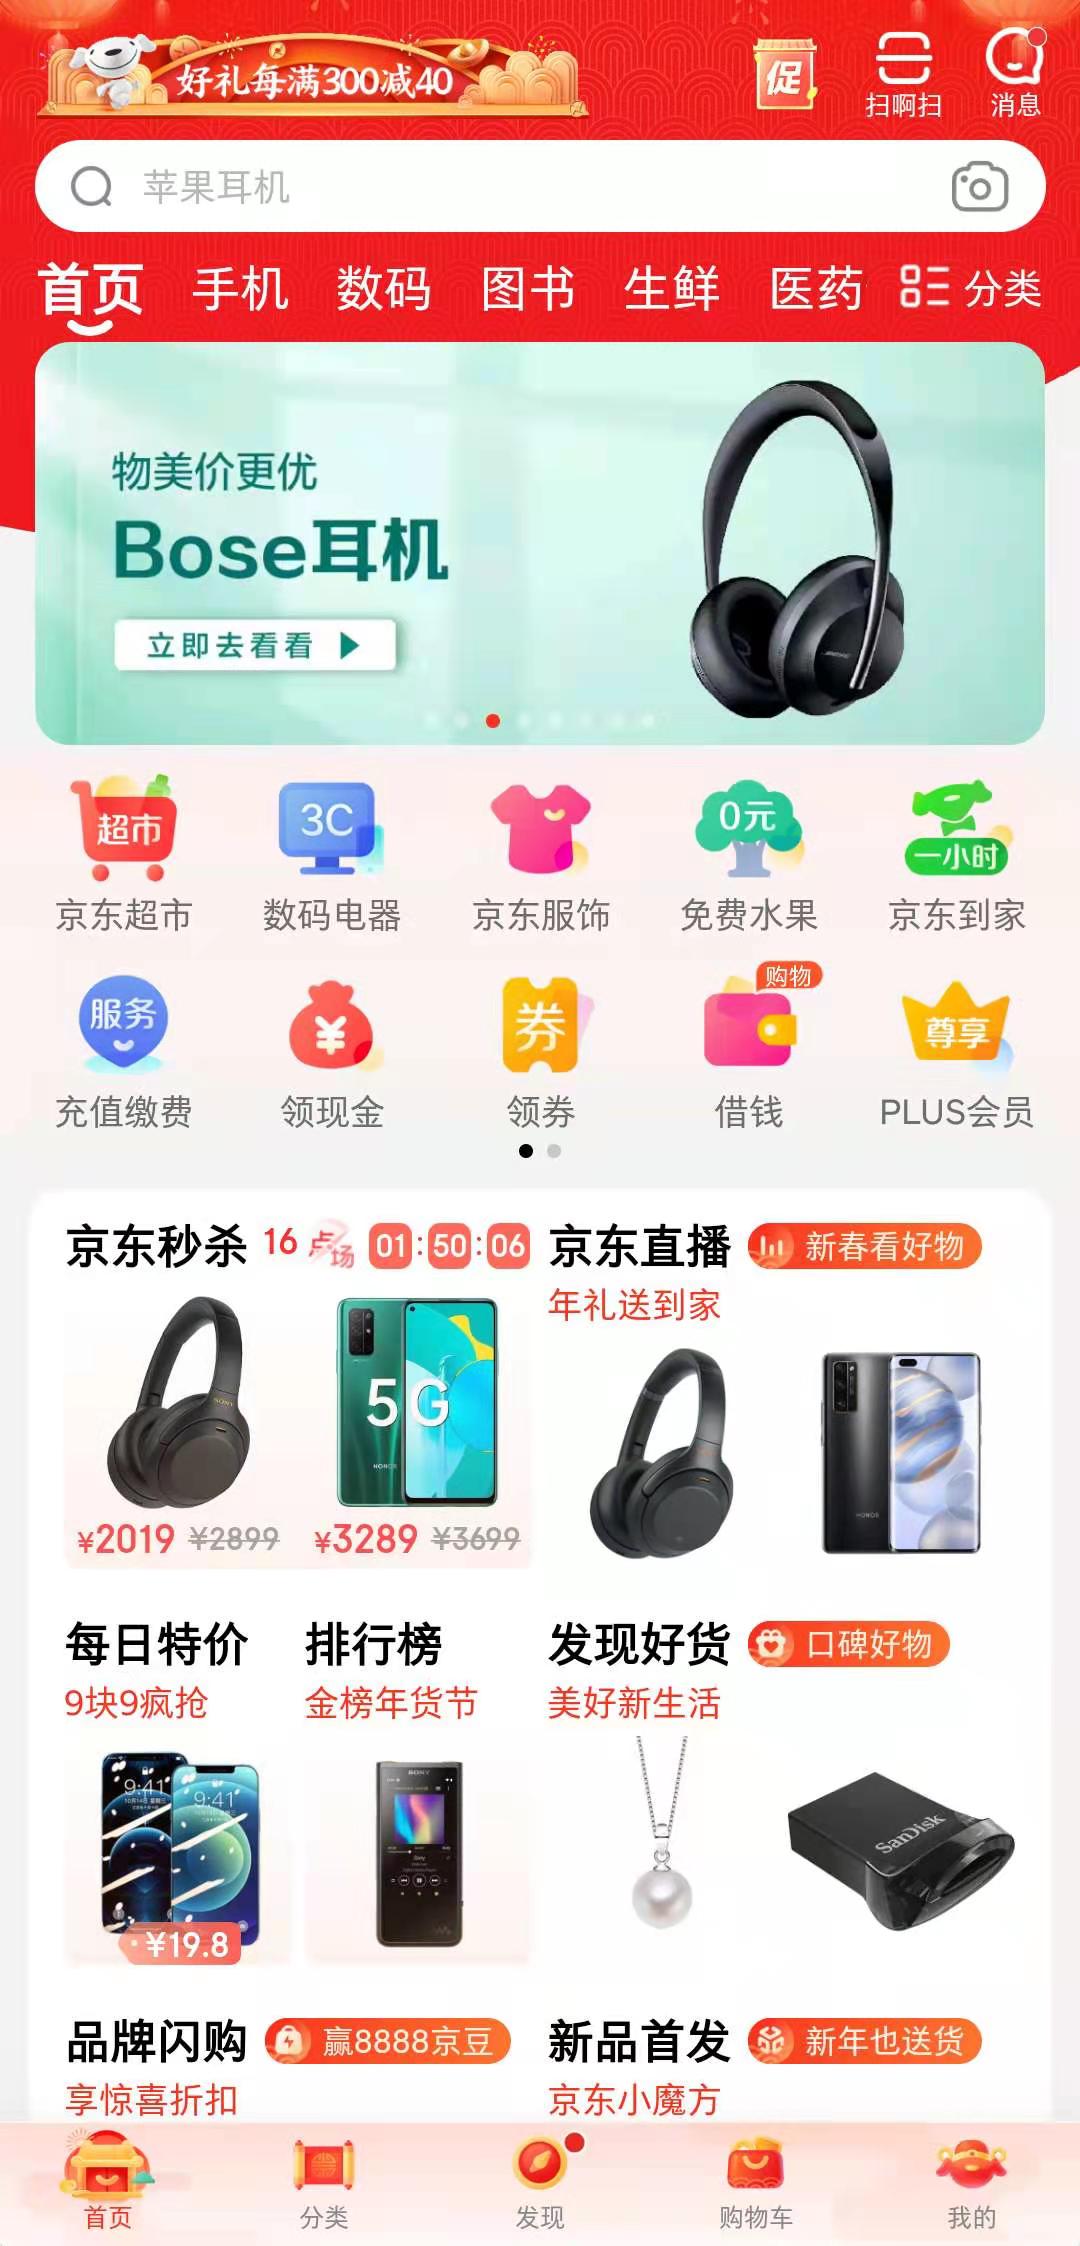 好礼每满300减40
促
扫啊扫
消息
苹果耳机
首页 手机 数码 图书 生鲜 医药 分类
物美价更优
Bose耳机
立即去看看
BOSE
超市 3C 0元 一小时
京东超市 数码电器 京东服饰 免费水果 京东到家
服务 ¥ 券 购物 尊享
充值缴费 领现金 领券 借钱 PLUS会员
京东秒杀 16点场 01:50:06
京东直播 新春看好物
年礼送到家
SONY
5G
HONOR
HONOR
¥2019 ¥2899 ¥3289 ¥3699
每日特价 排行榜 发现好货 口碑好物
9块9疯抢 金榜年货节 美好新生活
9:41
9:41
SONY
SanDisk
¥19.8
品牌闪购 赢8888京豆 新品首发 新年也送货
享惊喜折扣 京东小魔方
首页 分类 发现 购物车 我的